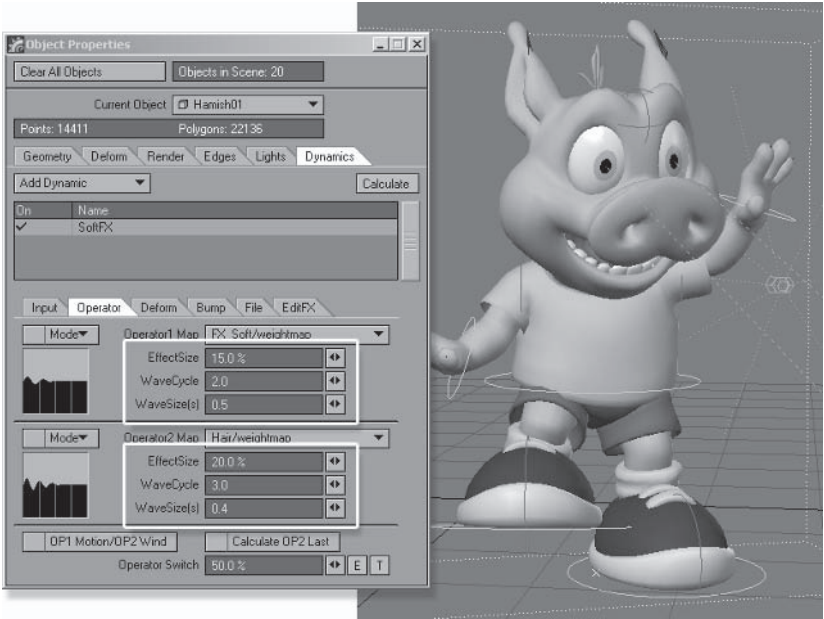 Object Properties
Clear All Objects Objects in Scene: 20
Current Object Hamish01
Points: 14411 Polygons: 22136
Geometry Deform Render Edges Lights Dynamics
Add Dynamic Calculate
On Name
SoftFX
Input Operator Deform Bump File EditFX
Mode Operator1 Map FX_Soft/weightmap
EffectSize 15.0 %
WaveCycle 2.0
WaveSize(s) 0.5
Mode Operator2 Map Hair/weightmap
EffectSize 20.0 %
WaveCycle 3.0
WaveSize(s) 0.4
OP1 Motion/OP2 Wind Calculate OP2 Last
Operator Switch 50.0 % E T